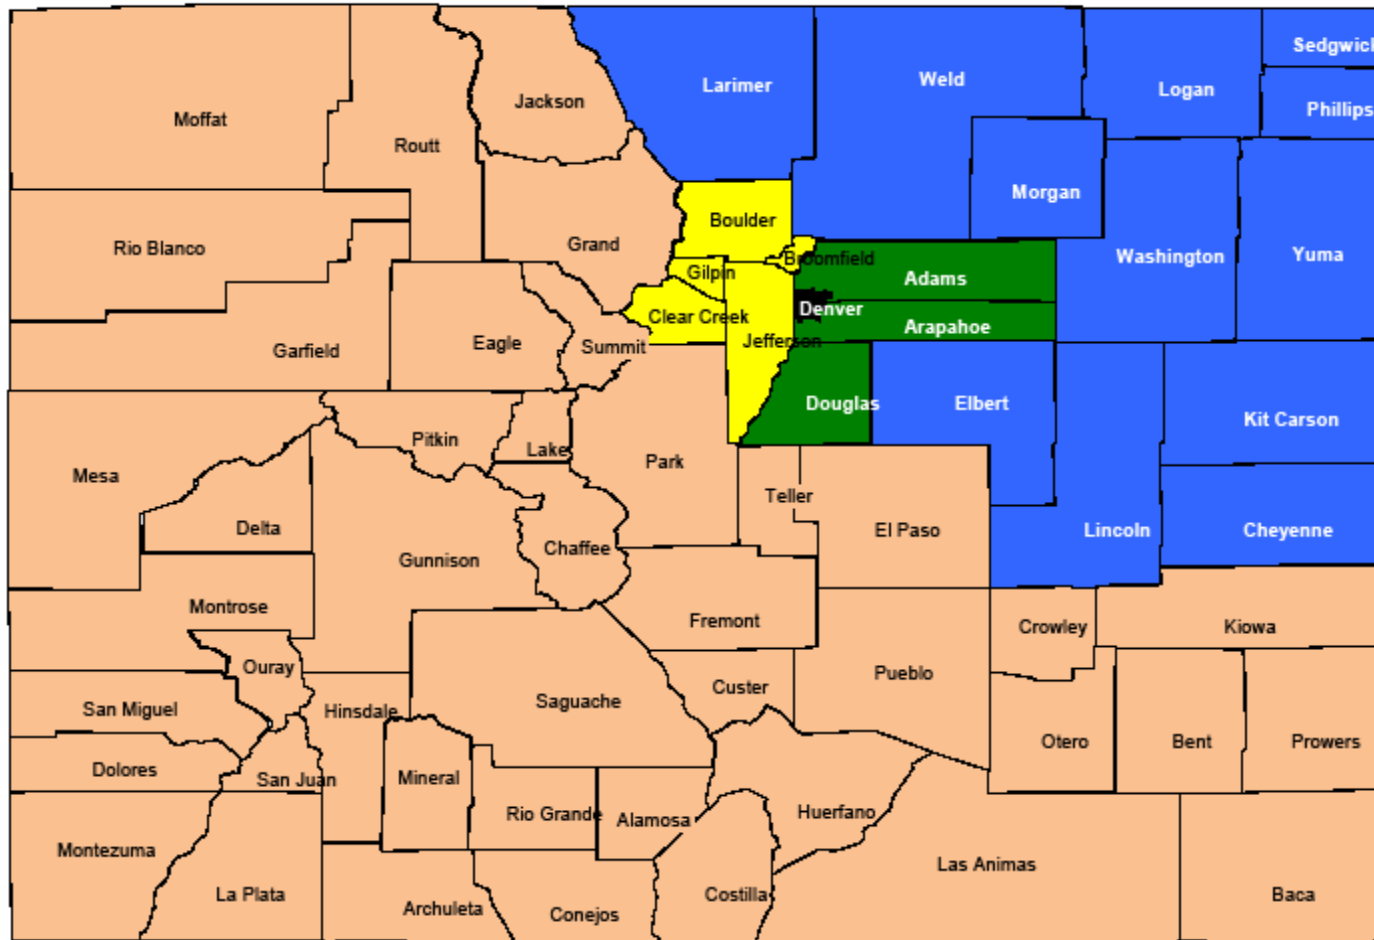 Sedgwick
Larimer
Weld
Logan
Jackson
Phillips
Moffat
Routt
Morgan
Boulder
Rio Blanco
Grand
Washington
Yuma
Broomfield
Gilpin
Adams
Denver
Clear Creek
Arapahoe
Jefferson
Eagle
Summit
Garfield
Douglas
Elbert
Kit Carson
Pitkin
Lake
Park
Mesa
Teller
Delta
El Paso
Lincoln
Cheyenne
Chaffee
Gunnison
Montrose
Fremont
Crowley
Kiowa
Ouray
Pueblo
Custer
Saguache
San Miguel
Hinsdale
Otero
Bent
Prowers
Dolores
San Juan
Mineral
Rio Grande
Alamosa
Huerfano
Montezuma
Las Animas
La Plata
Costilla
Baca
Archuleta
Conejos